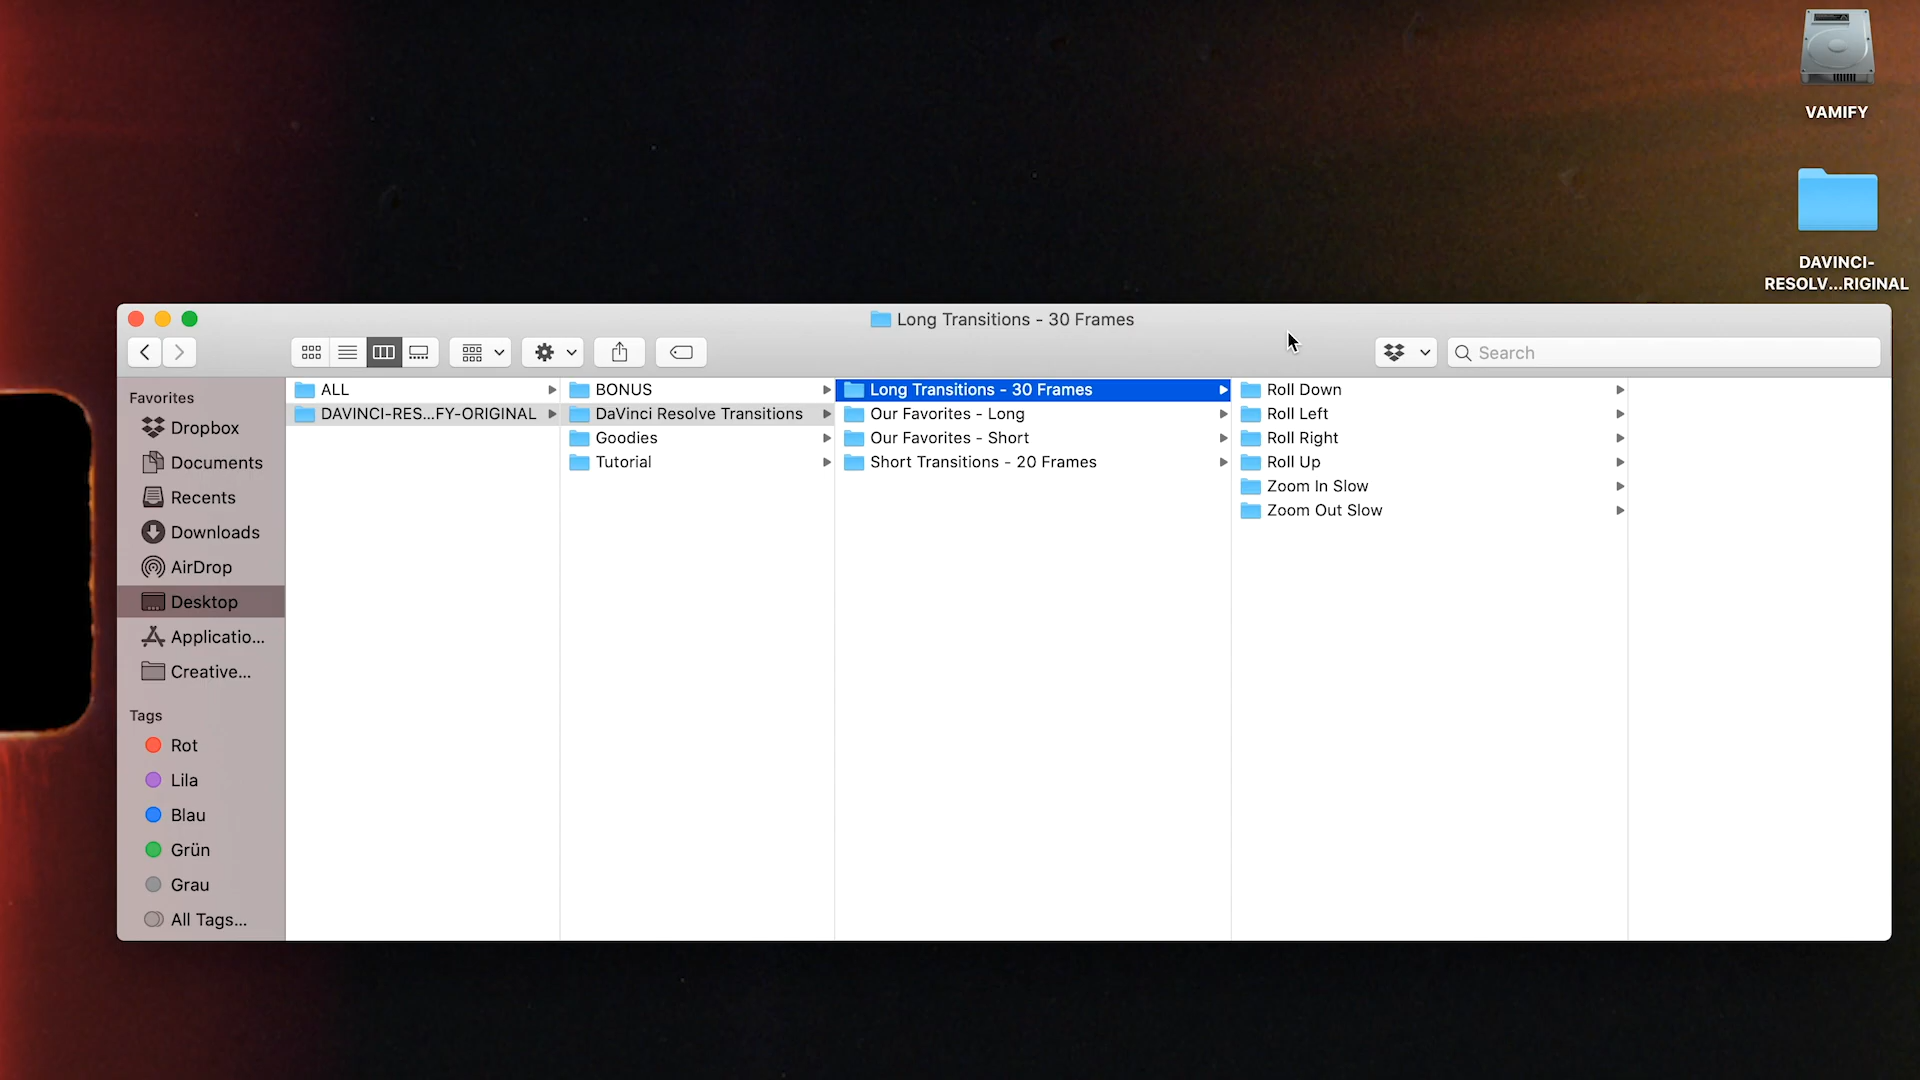 VAMIFY
DAVINCI-
RESOLV...RIGINAL
Long Transitions - 30 Frames
Search
Favorites
Dropbox
Documents
Recents
Downloads
AirDrop
Desktop
Applicatio...
Creative...
Tags
Rot
Lila
Blau
Grün
Grau
All Tags...
ALL
DAVINCI-RES...FY-ORIGINAL
BONUS
DaVinci Resolve Transitions
Goodies
Tutorial
Long Transitions - 30 Frames
Our Favorites - Long
Our Favorites - Short
Short Transitions - 20 Frames
Roll Down
Roll Left
Roll Right
Roll Up
Zoom In Slow
Zoom Out Slow